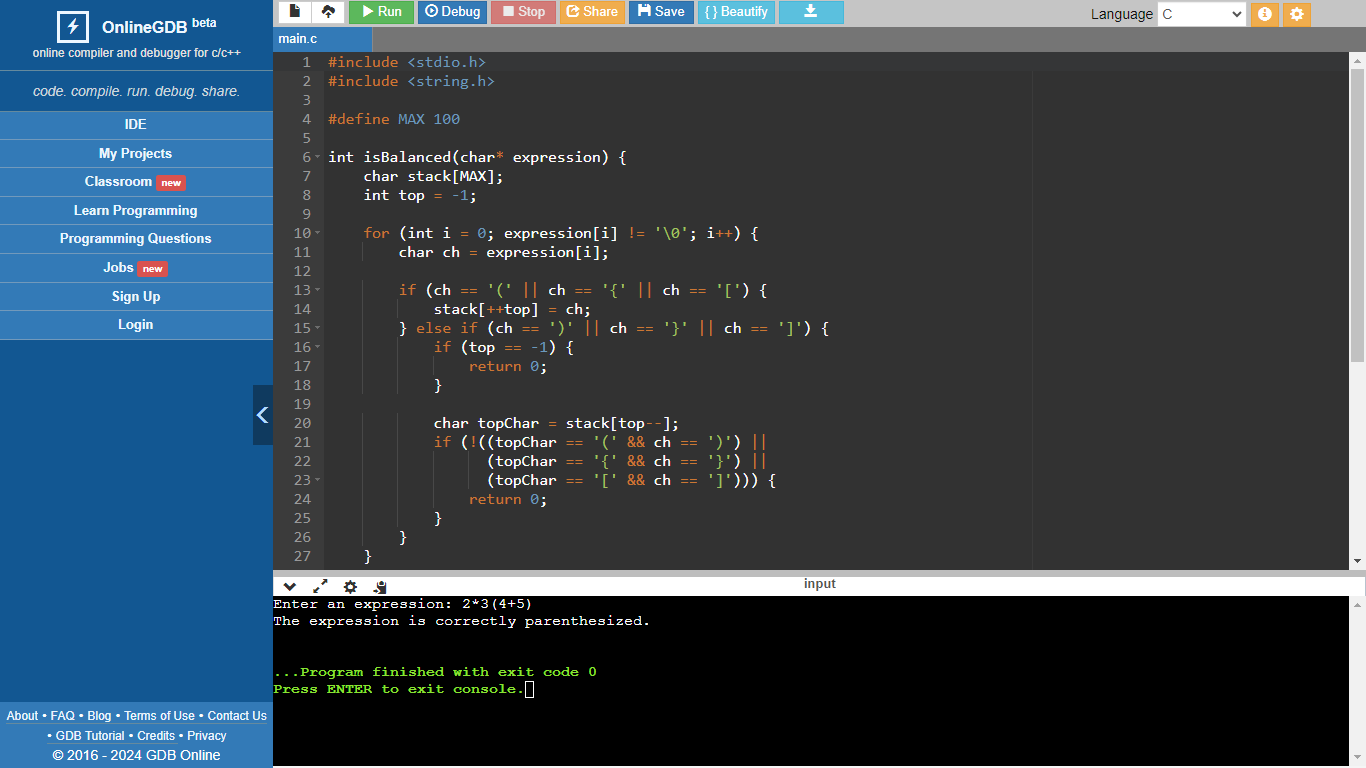 OnlineGDB beta
online compiler and debugger for c/c++
code. compile. run. debug. share.
IDE
My Projects
Classroom new
Learn Programming
Programming Questions
Jobs new
Sign Up
Login
About • FAQ • Blog • Terms of Use • Contact Us
• GDB Tutorial • Credits • Privacy
© 2016 - 2024 GDB Online
Run Debug Stop Share Save { } Beautify
Language C
main.c
1 #include <stdio.h>
2 #include <string.h>
3
4 #define MAX 100
5
6 int isBalanced(char* expression) {
7     char stack[MAX];
8     int top = -1;
9
10     for (int i = 0; expression[i] != '\0'; i++) {
11         char ch = expression[i];
12
13         if (ch == '(' || ch == '{' || ch == '[') {
14             stack[++top] = ch;
15         } else if (ch == ')' || ch == '}' || ch == ']') {
16             if (top == -1) {
17                 return 0;
18             }
19
20             char topChar = stack[top--];
21             if (!((topChar == '(' && ch == ')') ||
22                   (topChar == '{' && ch == '}') ||
23                   (topChar == '[' && ch == ']'))) {
24                 return 0;
25             }
26         }
27     }
input
Enter an expression: 2*3(4+5)
The expression is correctly parenthesized.
...Program finished with exit code 0
Press ENTER to exit console.